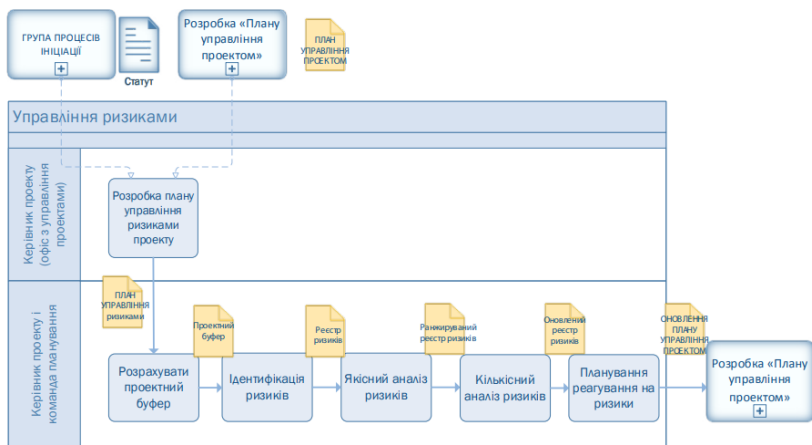 ГРУПА ПРОЦЕСІВ
ІНІЦІАЦІЇ
Статут
Розробка «Плану
управління
проектом»
ПЛАН
УПРАВЛІННЯ
ПРОЕКТОМ
Управління ризиками
Керівник проекту
(офіс з управління
проектами)
Розробка плану
управління
ризиками
проекту
Керівник проекту і
команда планування
ПЛАН
УПРАВЛІННЯ
ризиками
Проектний
буфер
Реєстр
ризиків
Ранжируваний
реєстр ризиків
Оновлений
реєстр
ризиків
ОНОВЛЕННЯ
ПЛАНУ
УПРАВЛІННЯ
ПРОЕКТОМ
Розрахувати
проектний
буфер
Ідентифікація
ризиків
Якісний аналіз
ризиків
Кількісний
аналіз ризиків
Планування
реагування на
ризики
Розробка «Плану
управління
проектом»